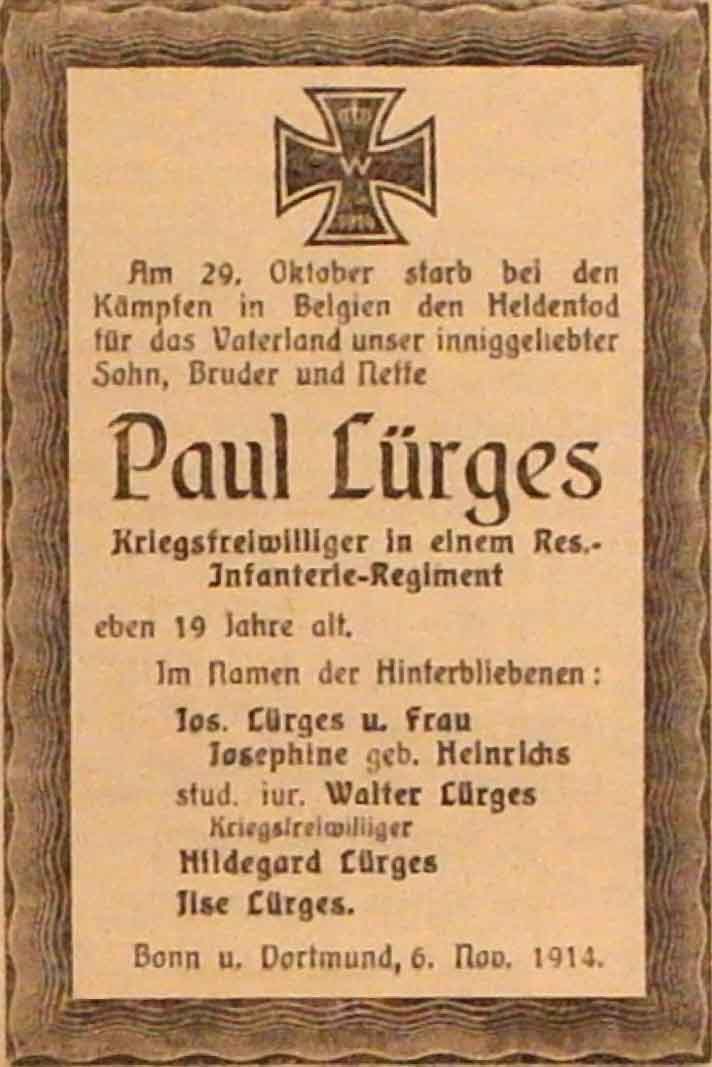 W
1914
Am 29. Oktober starb bei den
Kämpfen in Belgien den Heldentod
für das Vaterland unser inniggeliebter
Sohn, Bruder und Neffe
Paul Lürges
Kriegsfreiwilliger in einem Res.-
Infanterie-Regiment
eben 19 Jahre alt.
Im Namen der Hinterbliebenen:
Jos. Lürges u. Frau
Josephine geb. Heinrichs
stud. iur. Walter Lürges
Kriegsfreiwilliger
Hildegard Lürges
Ilse Lürges.
Bonn u. Dortmund, 6. Nov. 1914.